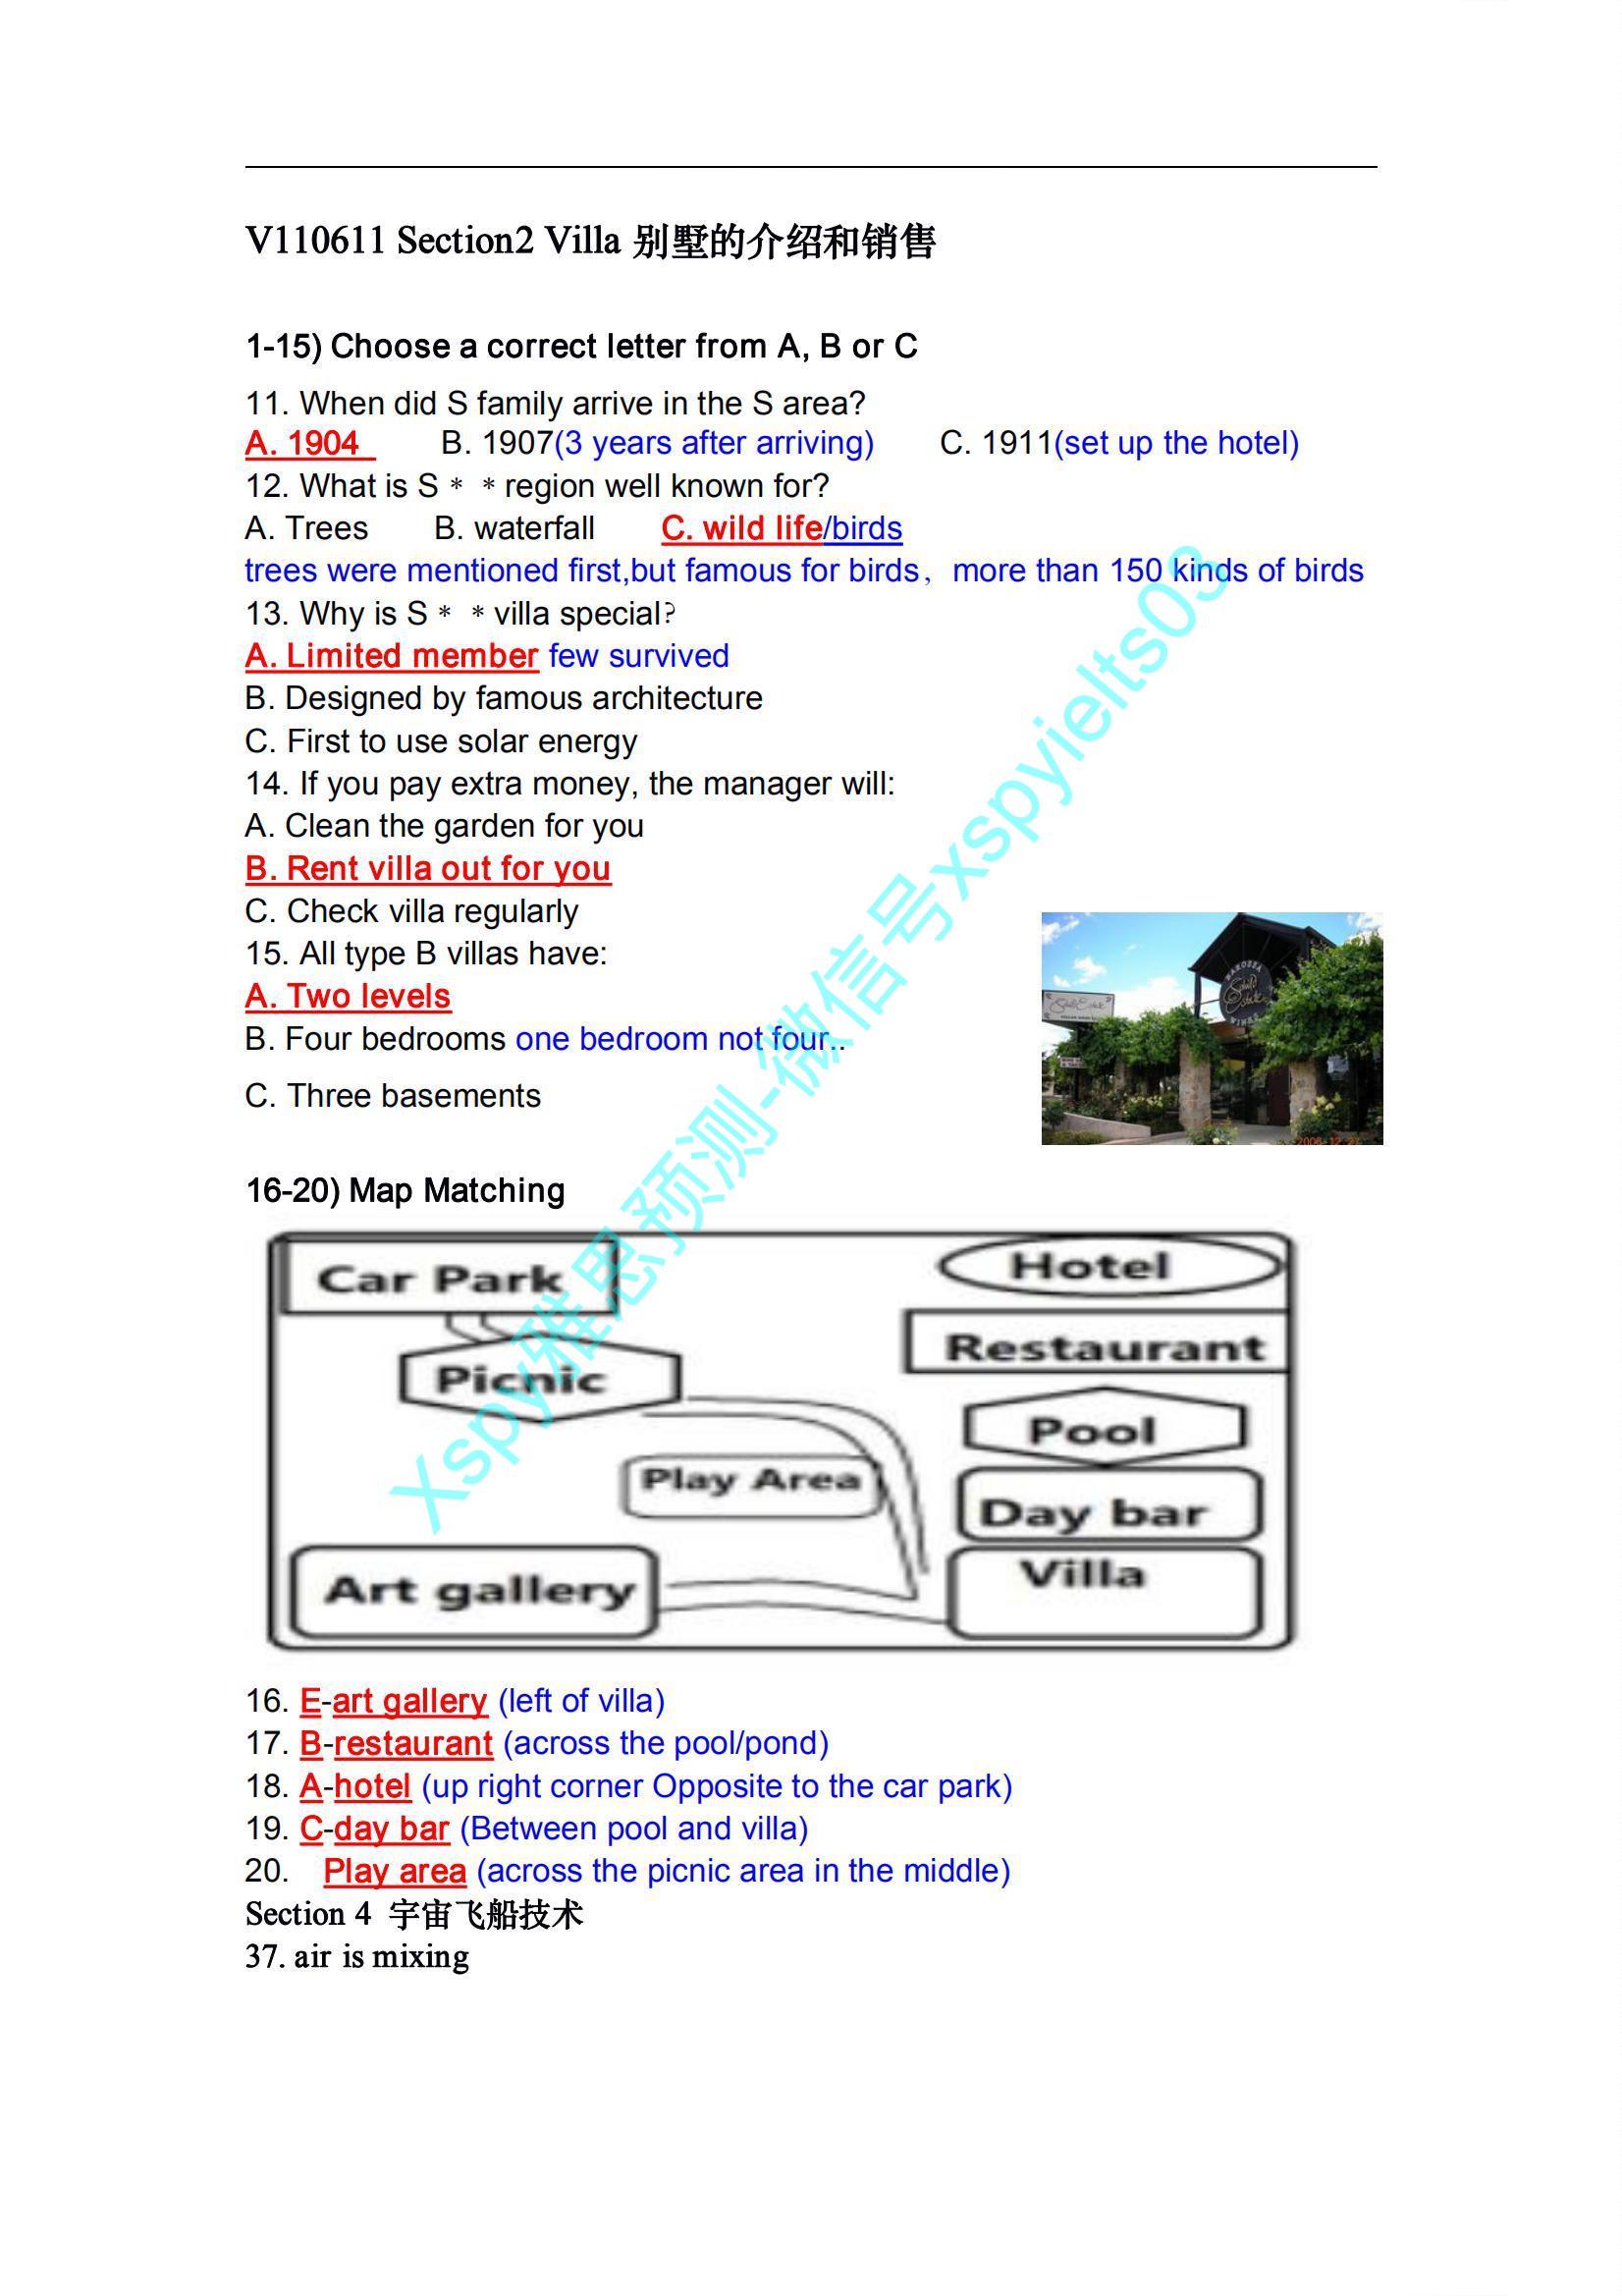 V110611 Section2 Villa 别墅的介绍和销售
1-15) Choose a correct letter from A, B or C
11. When did S family arrive in the S area?
A. 1904 B. 1907(3 years after arriving) C. 1911(set up the hotel)
12. What is S＊ ＊region well known for?
A. Trees B. waterfall C. wild life/birds
trees were mentioned first,but famous for birds，more than 150 kinds of birds
13. Why is S＊ ＊villa special?
A. Limited member few survived
B. Designed by famous architecture
C. First to use solar energy
14. If you pay extra money, the manager will:
A. Clean the garden for you
B. Rent villa out for you
C. Check villa regularly
15. All type B villas have:
A. Two levels
B. Four bedrooms one bedroom not four..
C. Three basements
16-20) Map Matching
Car Park
Hotel
Restaurant
Picnic
Pool
Play Area
Day bar
Art gallery
Villa
16. E-art gallery (left of villa)
17. B-restaurant (across the pool/pond)
18. A-hotel (up right corner Opposite to the car park)
19. C-day bar (Between pool and villa)
20. Play area (across the picnic area in the middle)
Section 4 宇宙飞船技术
37. air is mixing
Xspy雅思预测-微信号xspyielts03